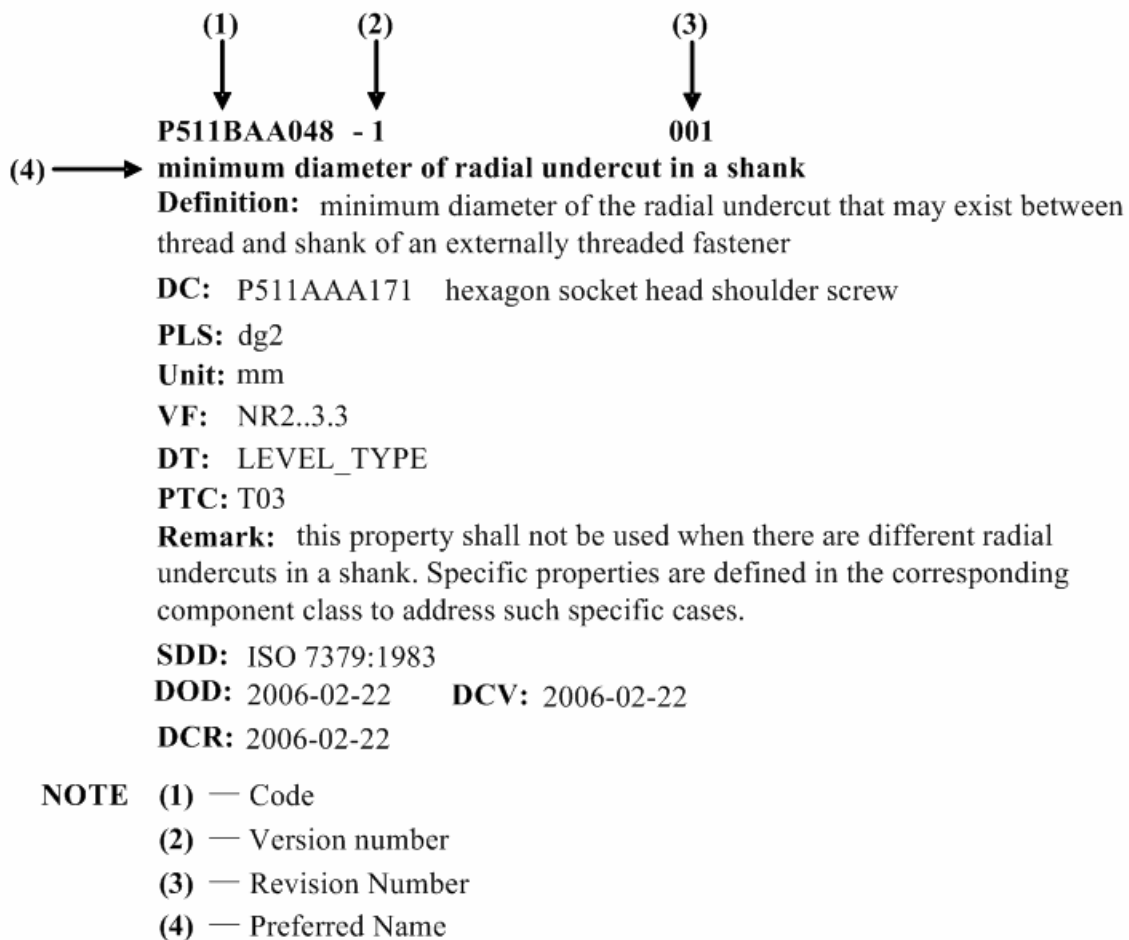 (1) (2) (3)
P511BAA048 - 1 001
(4) minimum diameter of radial undercut in a shank
Definition: minimum diameter of the radial undercut that may exist between
thread and shank of an externally threaded fastener
DC: P511AAA171 hexagon socket head shoulder screw
PLS: dg2
Unit: mm
VF: NR2..3.3
DT: LEVEL_TYPE
PTC: T03
Remark: this property shall not be used when there are different radial
undercuts in a shank. Specific properties are defined in the corresponding
component class to address such specific cases.
SDD: ISO 7379:1983
DOD: 2006-02-22 DCV: 2006-02-22
DCR: 2006-02-22
NOTE (1) — Code
(2) — Version number
(3) — Revision Number
(4) — Preferred Name